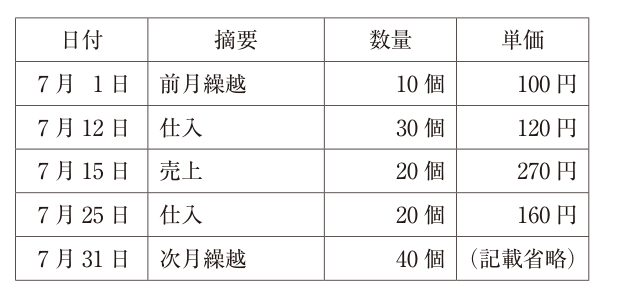 日付 摘要 数量 単価
7月 1日 前月繰越 10個 100円
7月12日 仕入 30個 120円
7月15日 売上 20個 270円
7月25日 仕入 20個 160円
7月31日 次月繰越 40個 (記載省略)